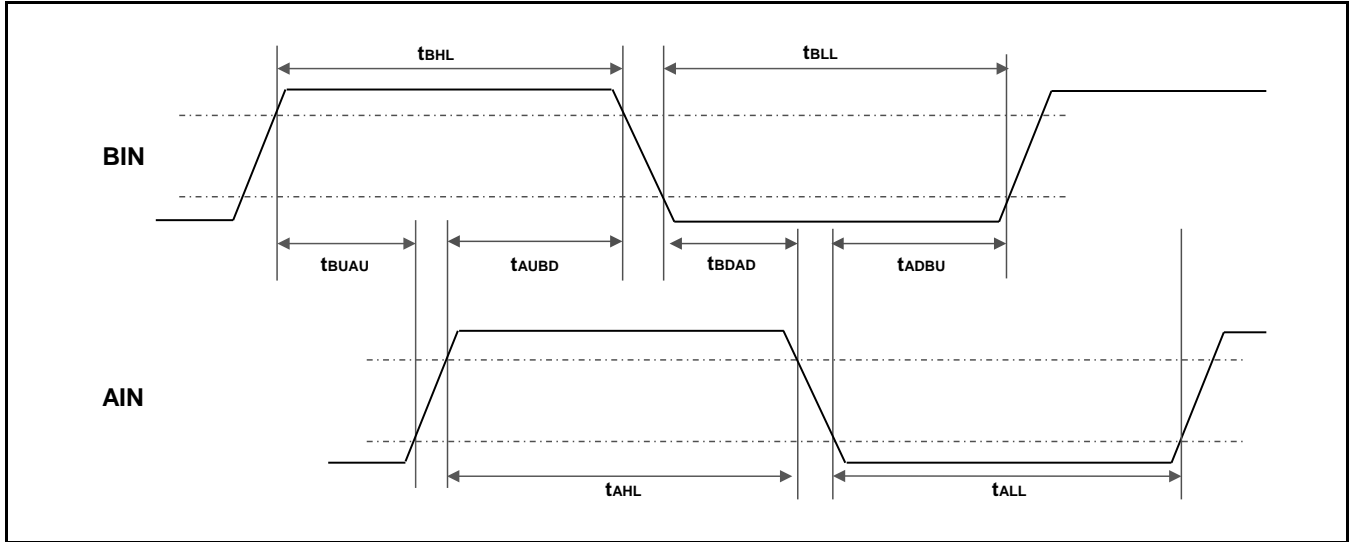 tBHL
tBLL
BIN
tBUAU
tAUBD
tBDAD
tADBU
AIN
tAHL
tALL